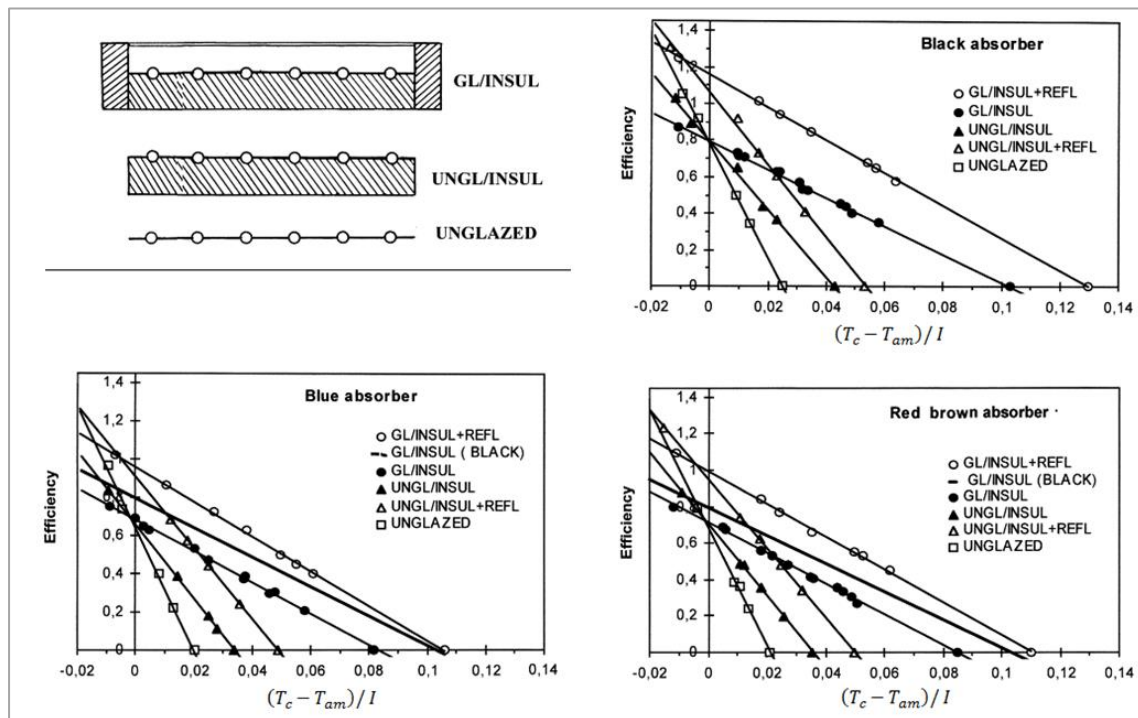 GL/INSUL
UNGL/INSUL
UNGLAZED
Black absorber
GL/INSUL+REFL
GL/INSUL
UNGL/INSUL
UNGL/INSUL+REFL
UNGLAZED
Efficiency
1,4
1,2
1
0,8
0,6
0,4
0,2
0
-0,02 0 0,02 0,04 0,06 0,08 0,10 0,12 0,14
(T_c − T_am)/ I
Blue absorber
GL/INSUL+REFL
GL/INSUL ( BLACK)
GL/INSUL
UNGL/INSUL
UNGL/INSUL+REFL
UNGLAZED
Efficiency
1,4
1,2
1
0,8
0,6
0,4
0,2
0
-0,02 0 0,02 0,04 0,06 0,08 0,1 0,12 0,14
(T_c − T_am)/ I
Red brown absorber
GL/INSUL+REFL
GL/INSUL (BLACK)
GL/INSUL
UNGL/INSUL
UNGL/INSUL+REFL
UNGLAZED
Efficiency
1,4
1,2
1
0,8
0,6
0,4
0,2
0
-0,02 0 0,02 0,04 0,06 0,08 0,10 0,12 0,14
(T_c − T_am)/ I